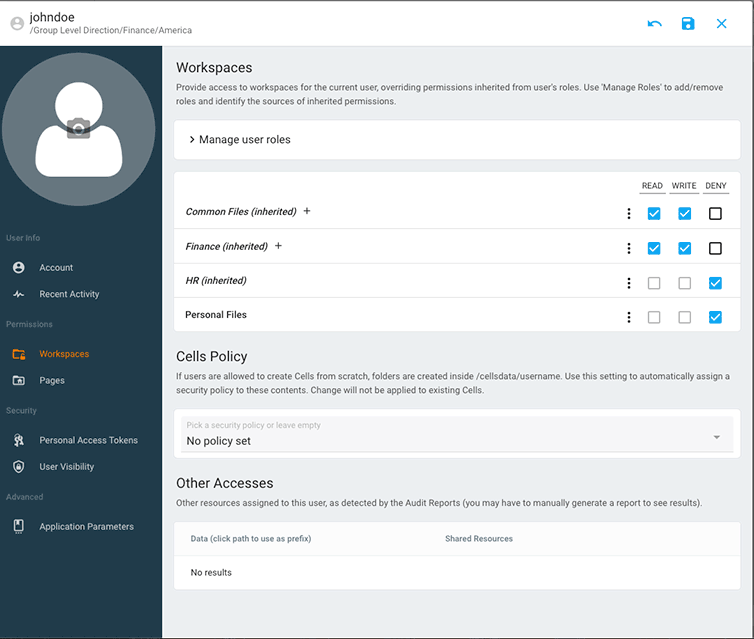 johndoe
/Group Level Direction/Finance/America
User Info
Account
Recent Activity
Permissions
Workspaces
Pages
Security
Personal Access Tokens
User Visibility
Advanced
Application Parameters
Workspaces
Provide access to workspaces for the current user, overriding permissions inherited from user's roles. Use 'Manage Roles' to add/remove
roles and identify the sources of inherited permissions.
Manage user roles
READ WRITE DENY
Common Files (inherited) +
Finance (inherited) +
HR (inherited)
Personal Files
Cells Policy
If users are allowed to create Cells from scratch, folders are created inside /cellsdata/username. Use this setting to automatically assign a
security policy to these contents. Change will not be applied to existing Cells.
Pick a security policy or leave empty
No policy set
Other Accesses
Other resources assigned to this user, as detected by the Audit Reports (you may have to manually generate a report to see results).
Data (click path to use as prefix) Shared Resources
No results